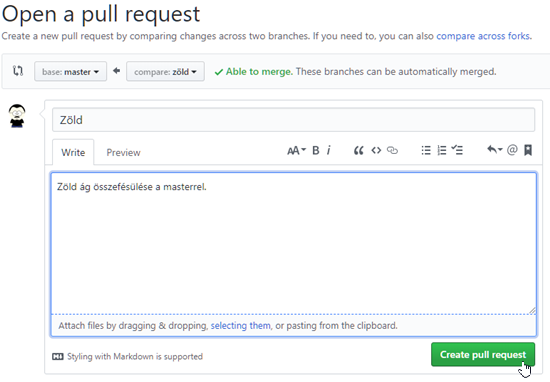 Open a pull request
Create a new pull request by comparing changes across two branches. If you need to, you can also compare across forks.
base: master compare: zöld Able to merge. These branches can be automatically merged.
Zöld
Write Preview AA B i
Zöld ág összefésülése a masterrel.
Attach files by dragging & dropping, selecting them, or pasting from the clipboard.
Styling with Markdown is supported
Create pull request